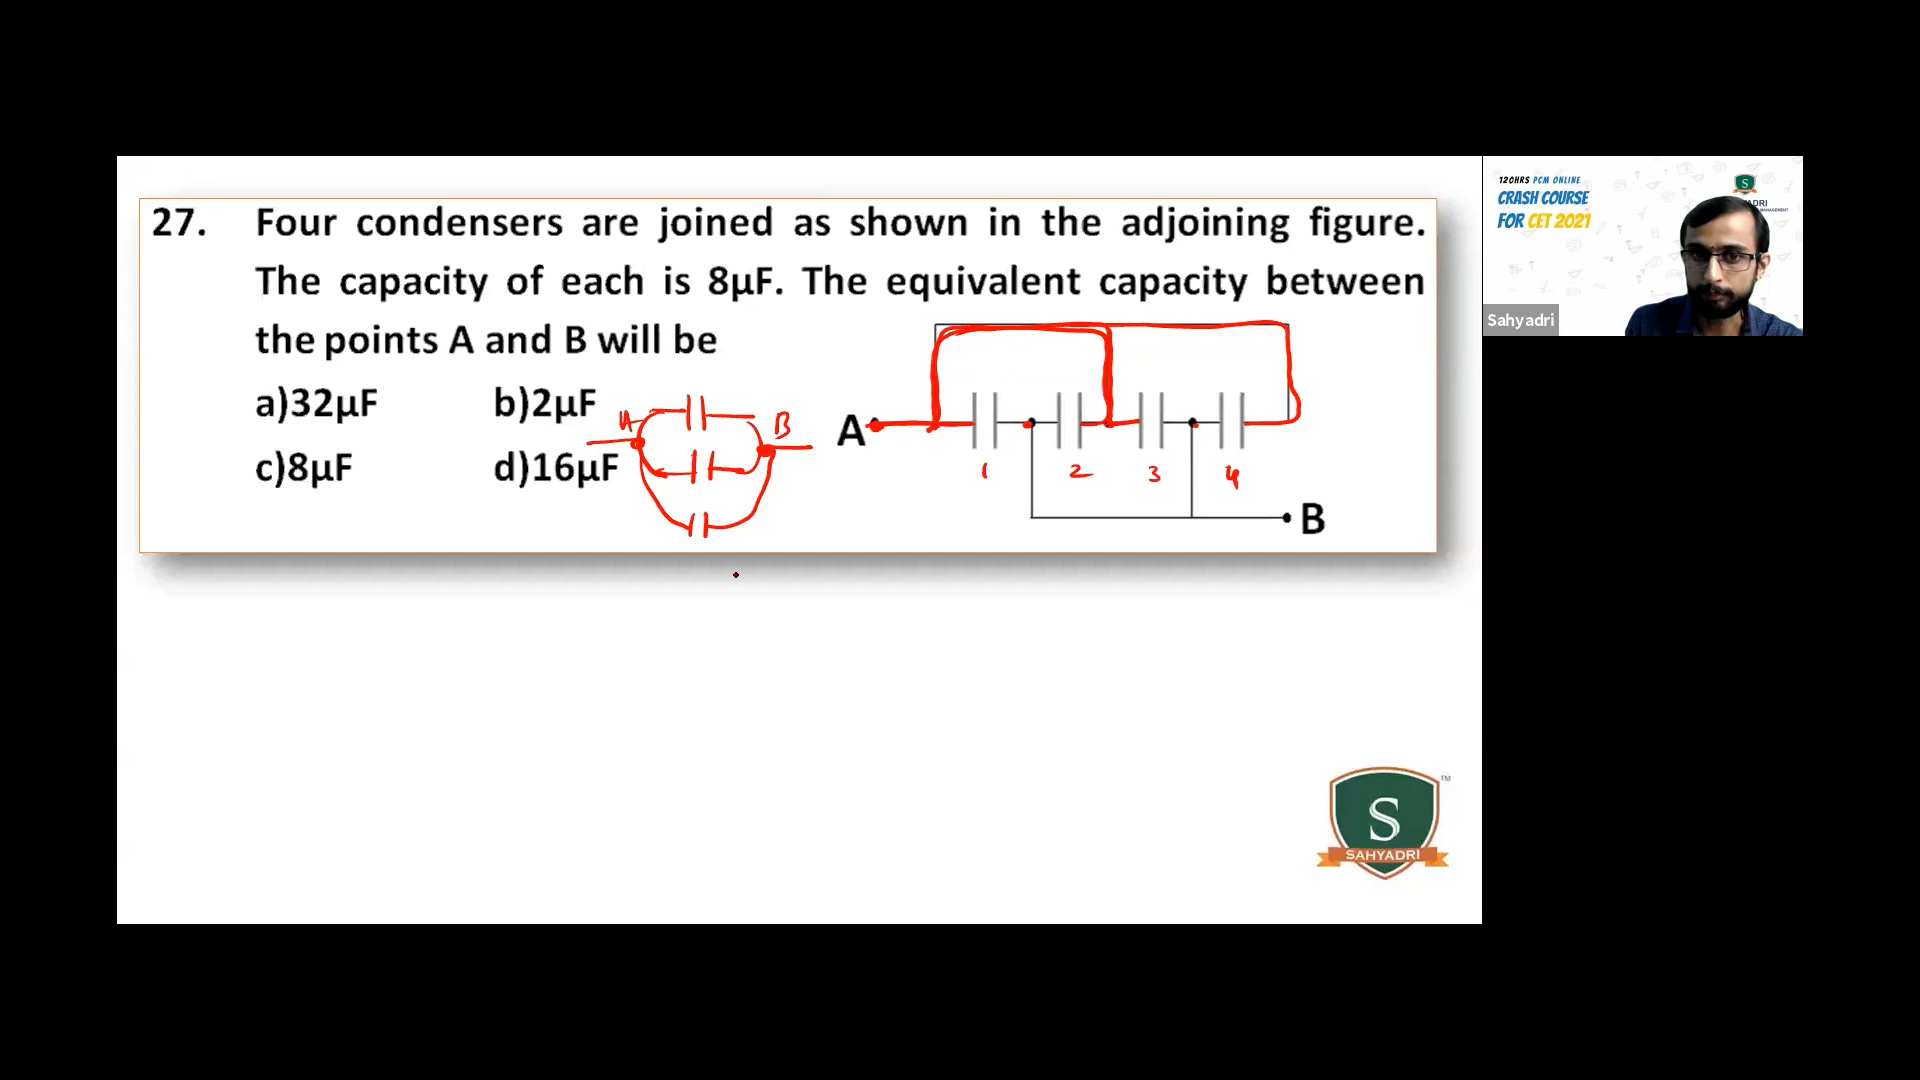 27. Four condensers are joined as shown in the adjoining figure.
The capacity of each is 8µF. The equivalent capacity between
the points A and B will be
a)32µF b)2µF
c)8µF d)16µF
A B
A
1 2 3 4
B
120HRS PCM ONLINE
CRASH COURSE
FOR CET 2021
S
Sahyadri
S
SAHYADRI
TM